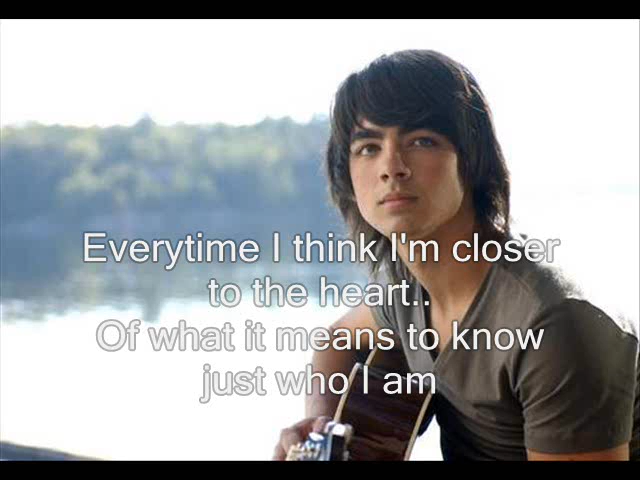 Everytime I think I'm closer
to the heart..
Of what it means to know
just who I am